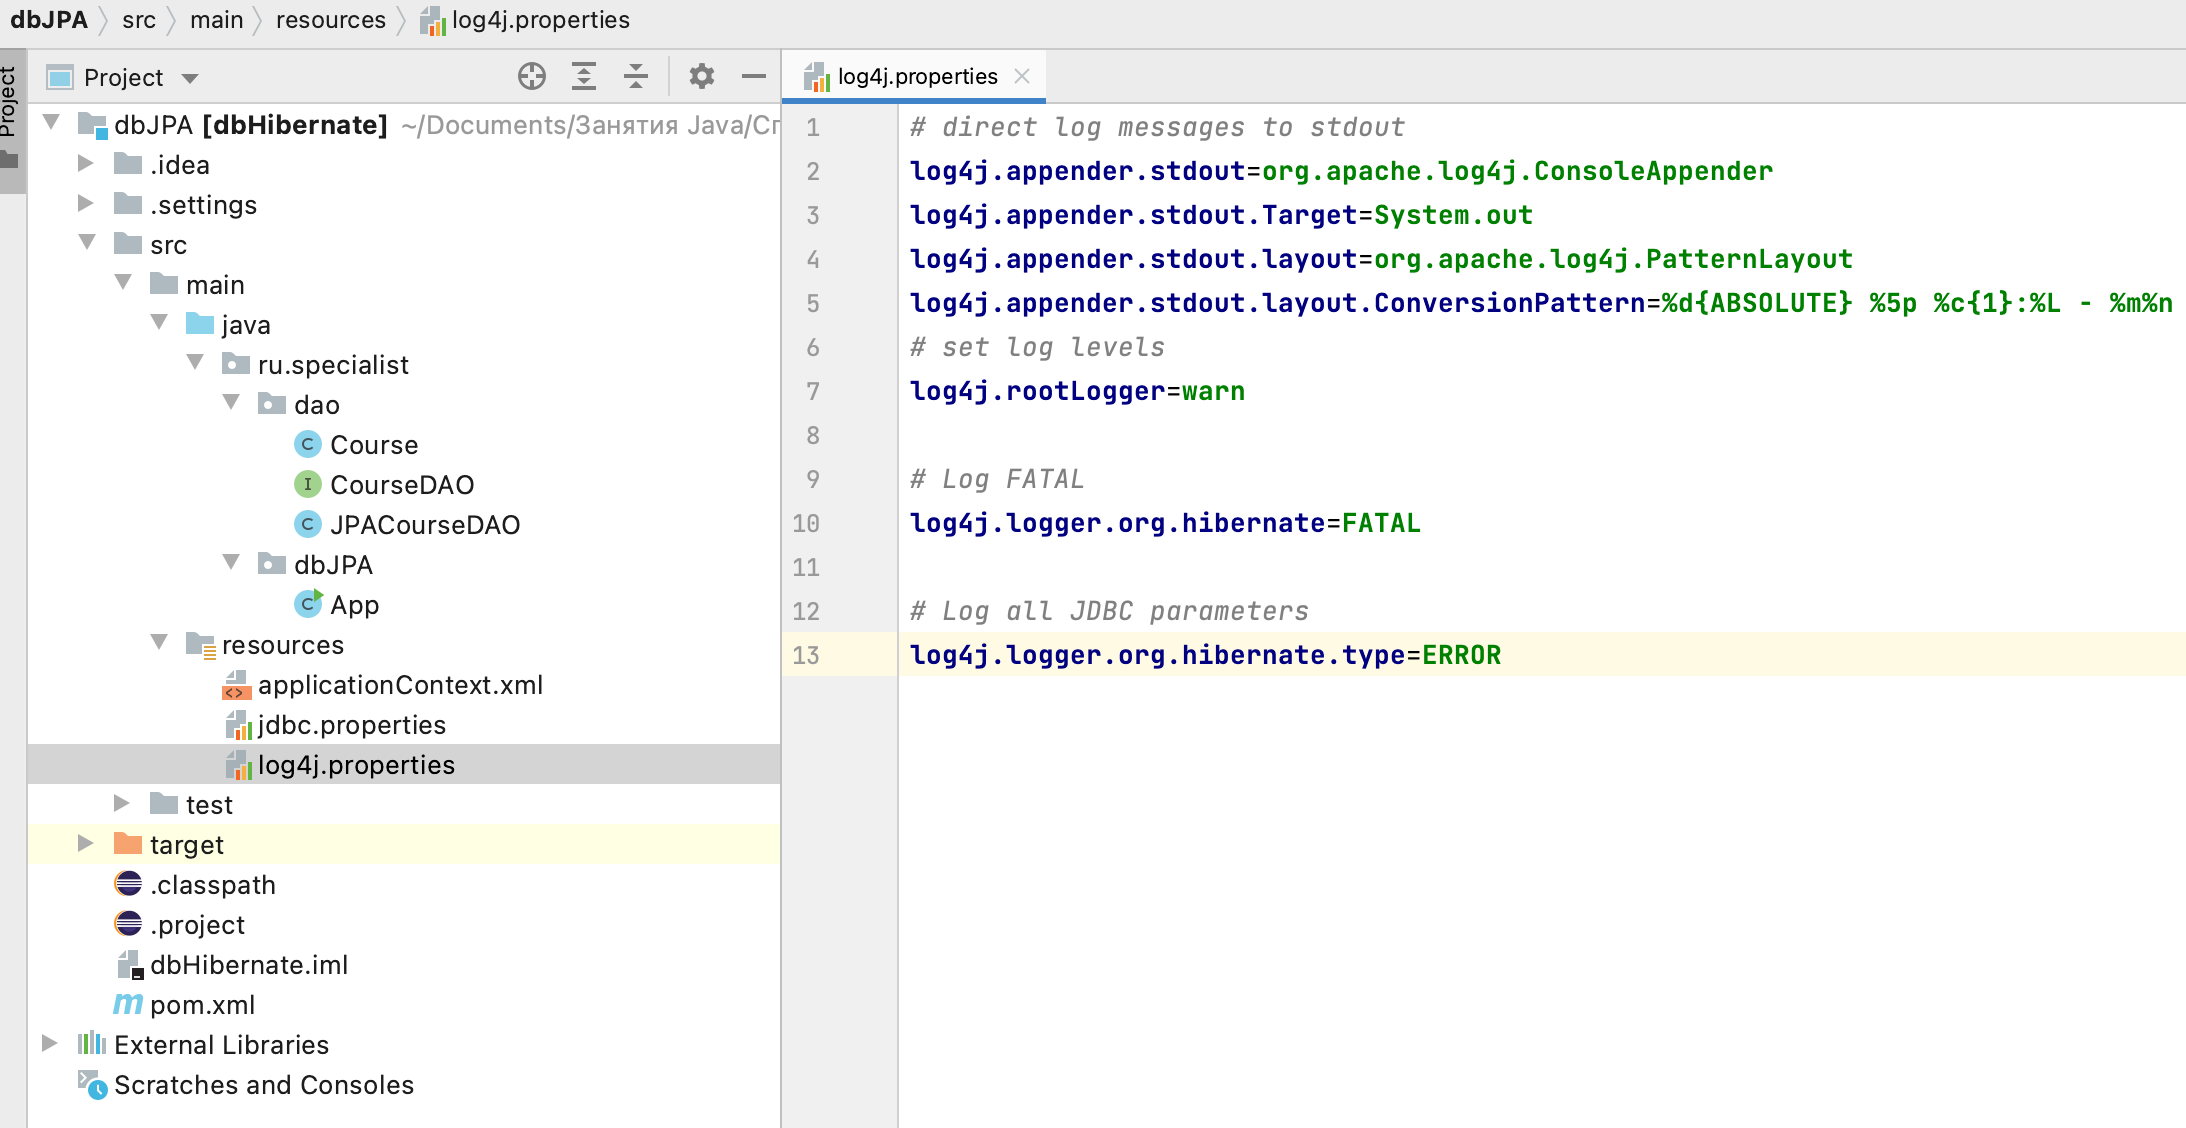 dbJPA src main resources log4j.properties
Project
Project
log4j.properties
dbJPA [dbHibernate] ~/Documents/Занятия Java/Сп
.idea
.settings
src
main
java
ru.specialist
dao
Course
CourseDAO
JPACourseDAO
dbJPA
App
resources
applicationContext.xml
jdbc.properties
log4j.properties
test
target
.classpath
.project
dbHibernate.iml
pom.xml
External Libraries
Scratches and Consoles
1 # direct log messages to stdout
2 log4j.appender.stdout=org.apache.log4j.ConsoleAppender
3 log4j.appender.stdout.Target=System.out
4 log4j.appender.stdout.layout=org.apache.log4j.PatternLayout
5 log4j.appender.stdout.layout.ConversionPattern=%d{ABSOLUTE} %5p %c{1}:%L - %m%n
6 # set log levels
7 log4j.rootLogger=warn
8
9 # Log FATAL
10 log4j.logger.org.hibernate=FATAL
11
12 # Log all JDBC parameters
13 log4j.logger.org.hibernate.type=ERROR